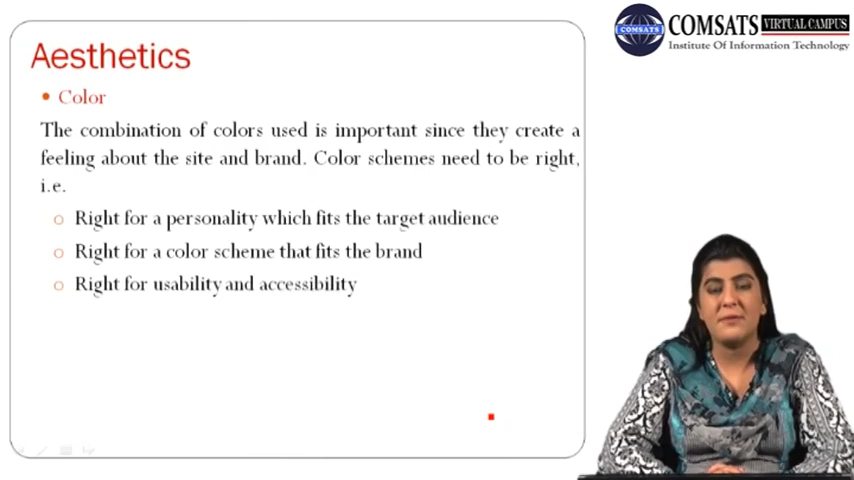 Aesthetics
• Color
The combination of colors used is important since they create a
feeling about the site and brand. Color schemes need to be right,
i.e.
o Right for a personality which fits the target audience
o Right for a color scheme that fits the brand
o Right for usability and accessibility
COMSATS
COMSATS VIRTUAL CAMPUS
Institute Of Information Technology